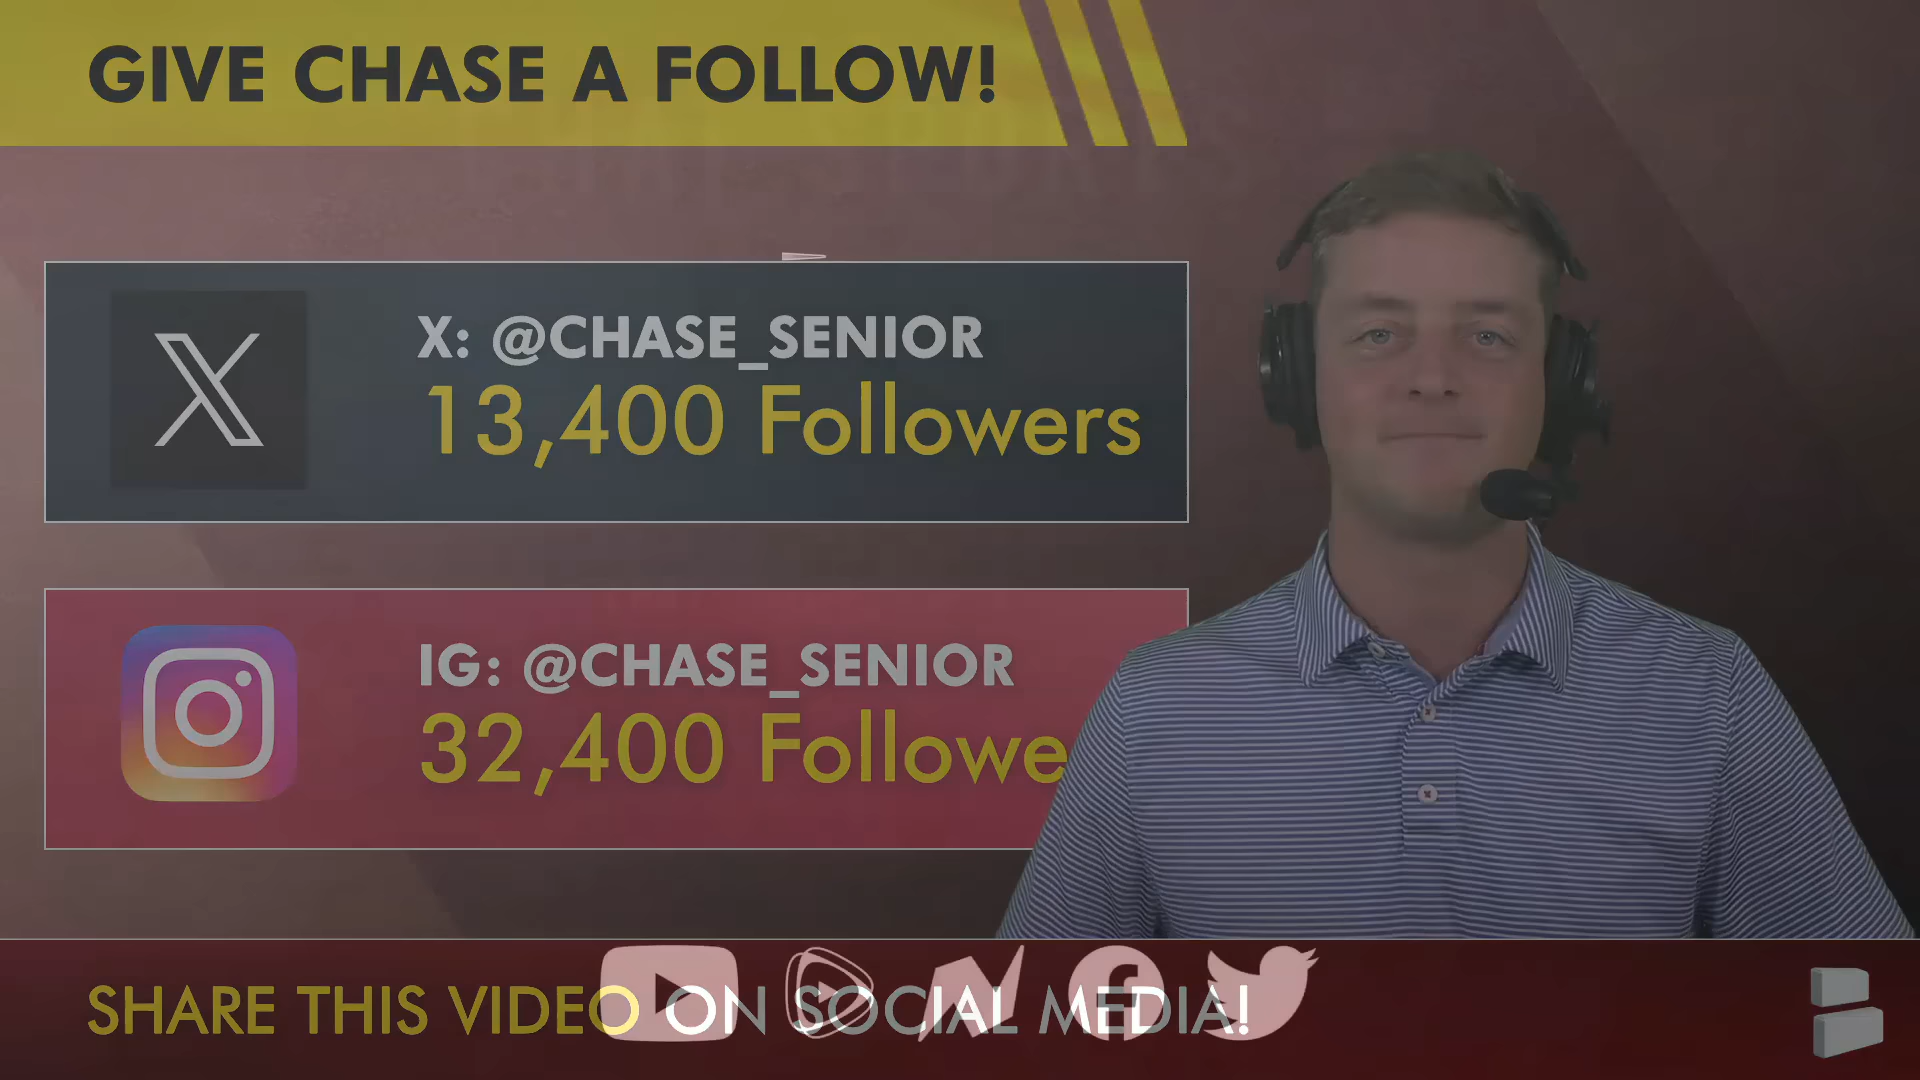 GIVE CHASE A FOLLOW!
X: @CHASE_SENIOR
13,400 Followers
IG: @CHASE_SENIOR
32,400 Followe
SHARE THIS VIDEO ON SOCIAL MEDIA!